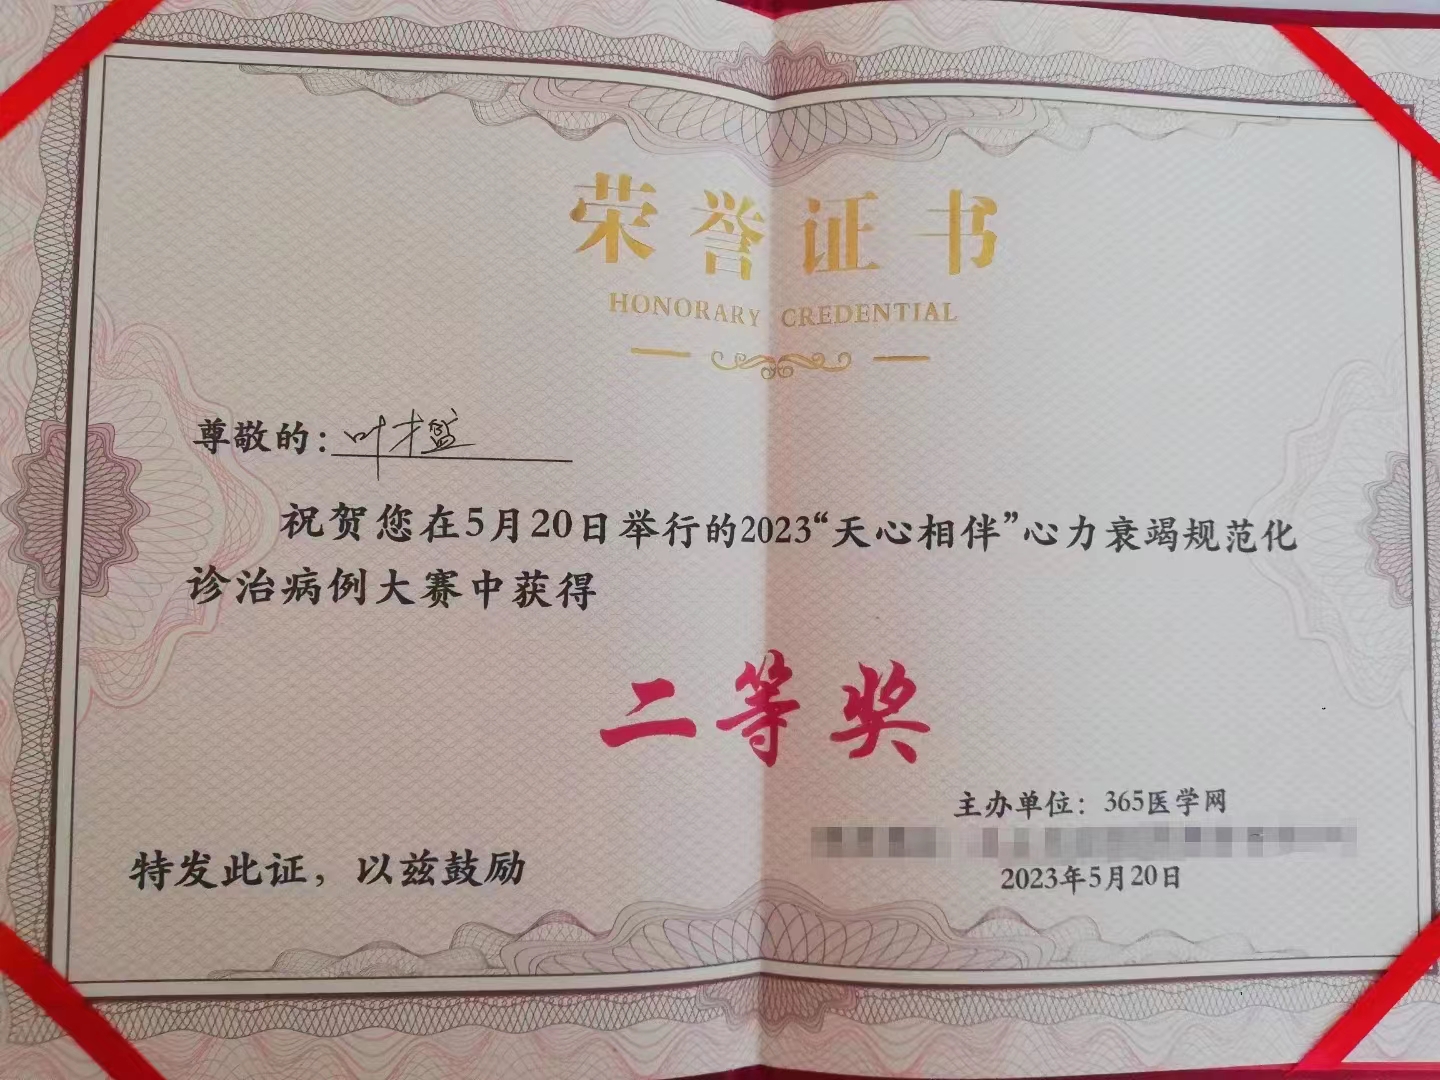 荣誉证书
HONORARY CREDENTIAL
尊敬的: 叶
祝贺您在5月20日举行的2023“天心相伴”心力衰竭规范化
诊治病例大赛中获得
二等奖
主办单位: 365医学网
2023年5月20日
特发此证，以兹鼓励